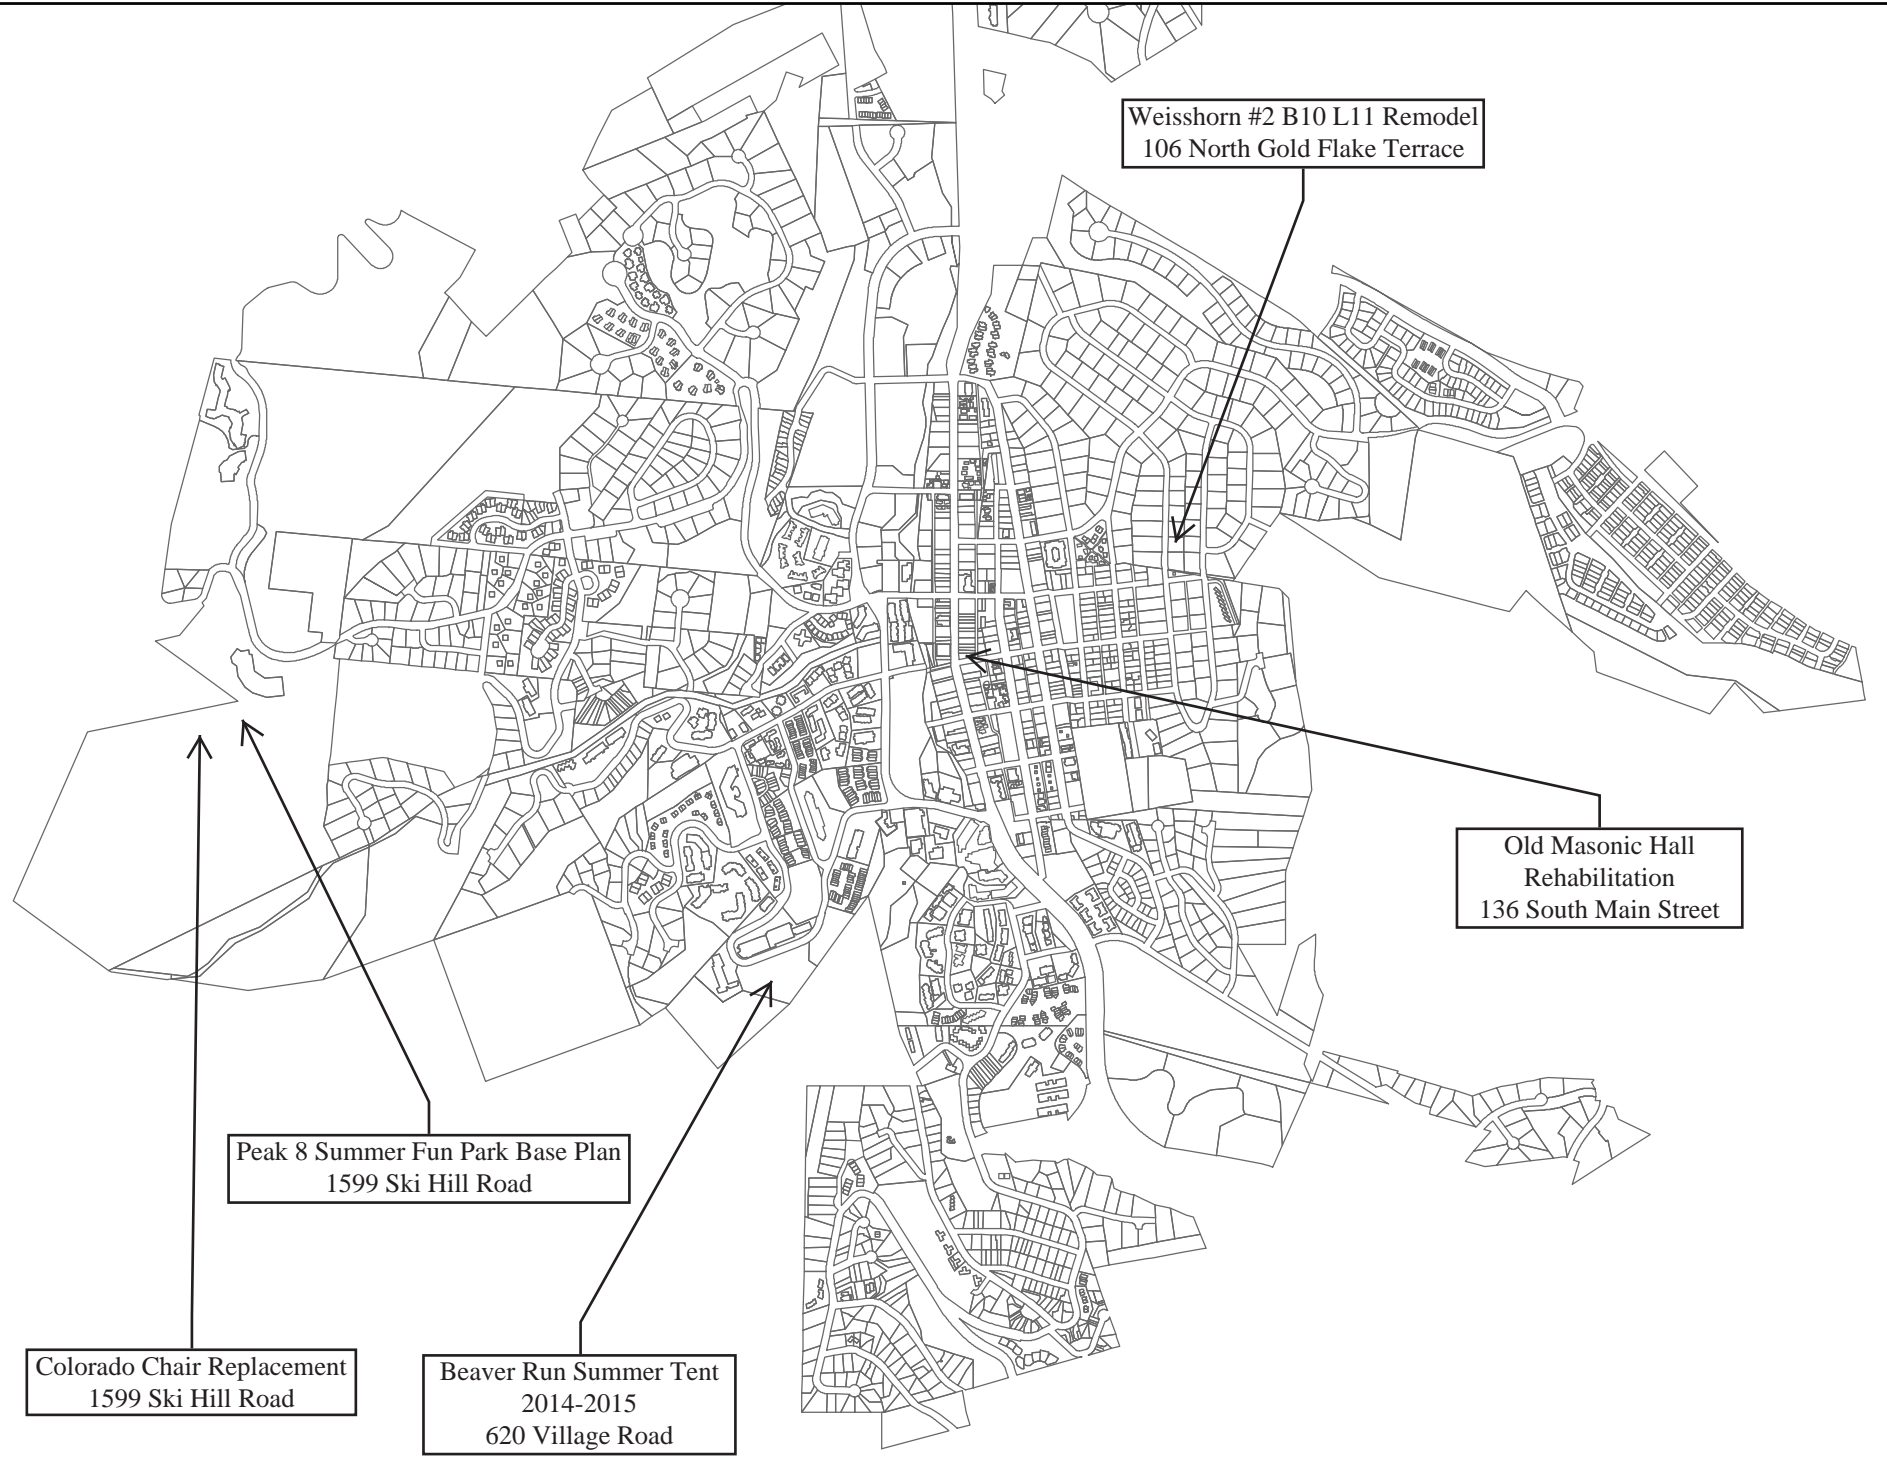 Weisshorn #2 B10 L11 Remodel
106 North Gold Flake Terrace
Old Masonic Hall
Rehabilitation
136 South Main Street
Peak 8 Summer Fun Park Base Plan
1599 Ski Hill Road
Colorado Chair Replacement
1599 Ski Hill Road
Beaver Run Summer Tent
2014-2015
620 Village Road